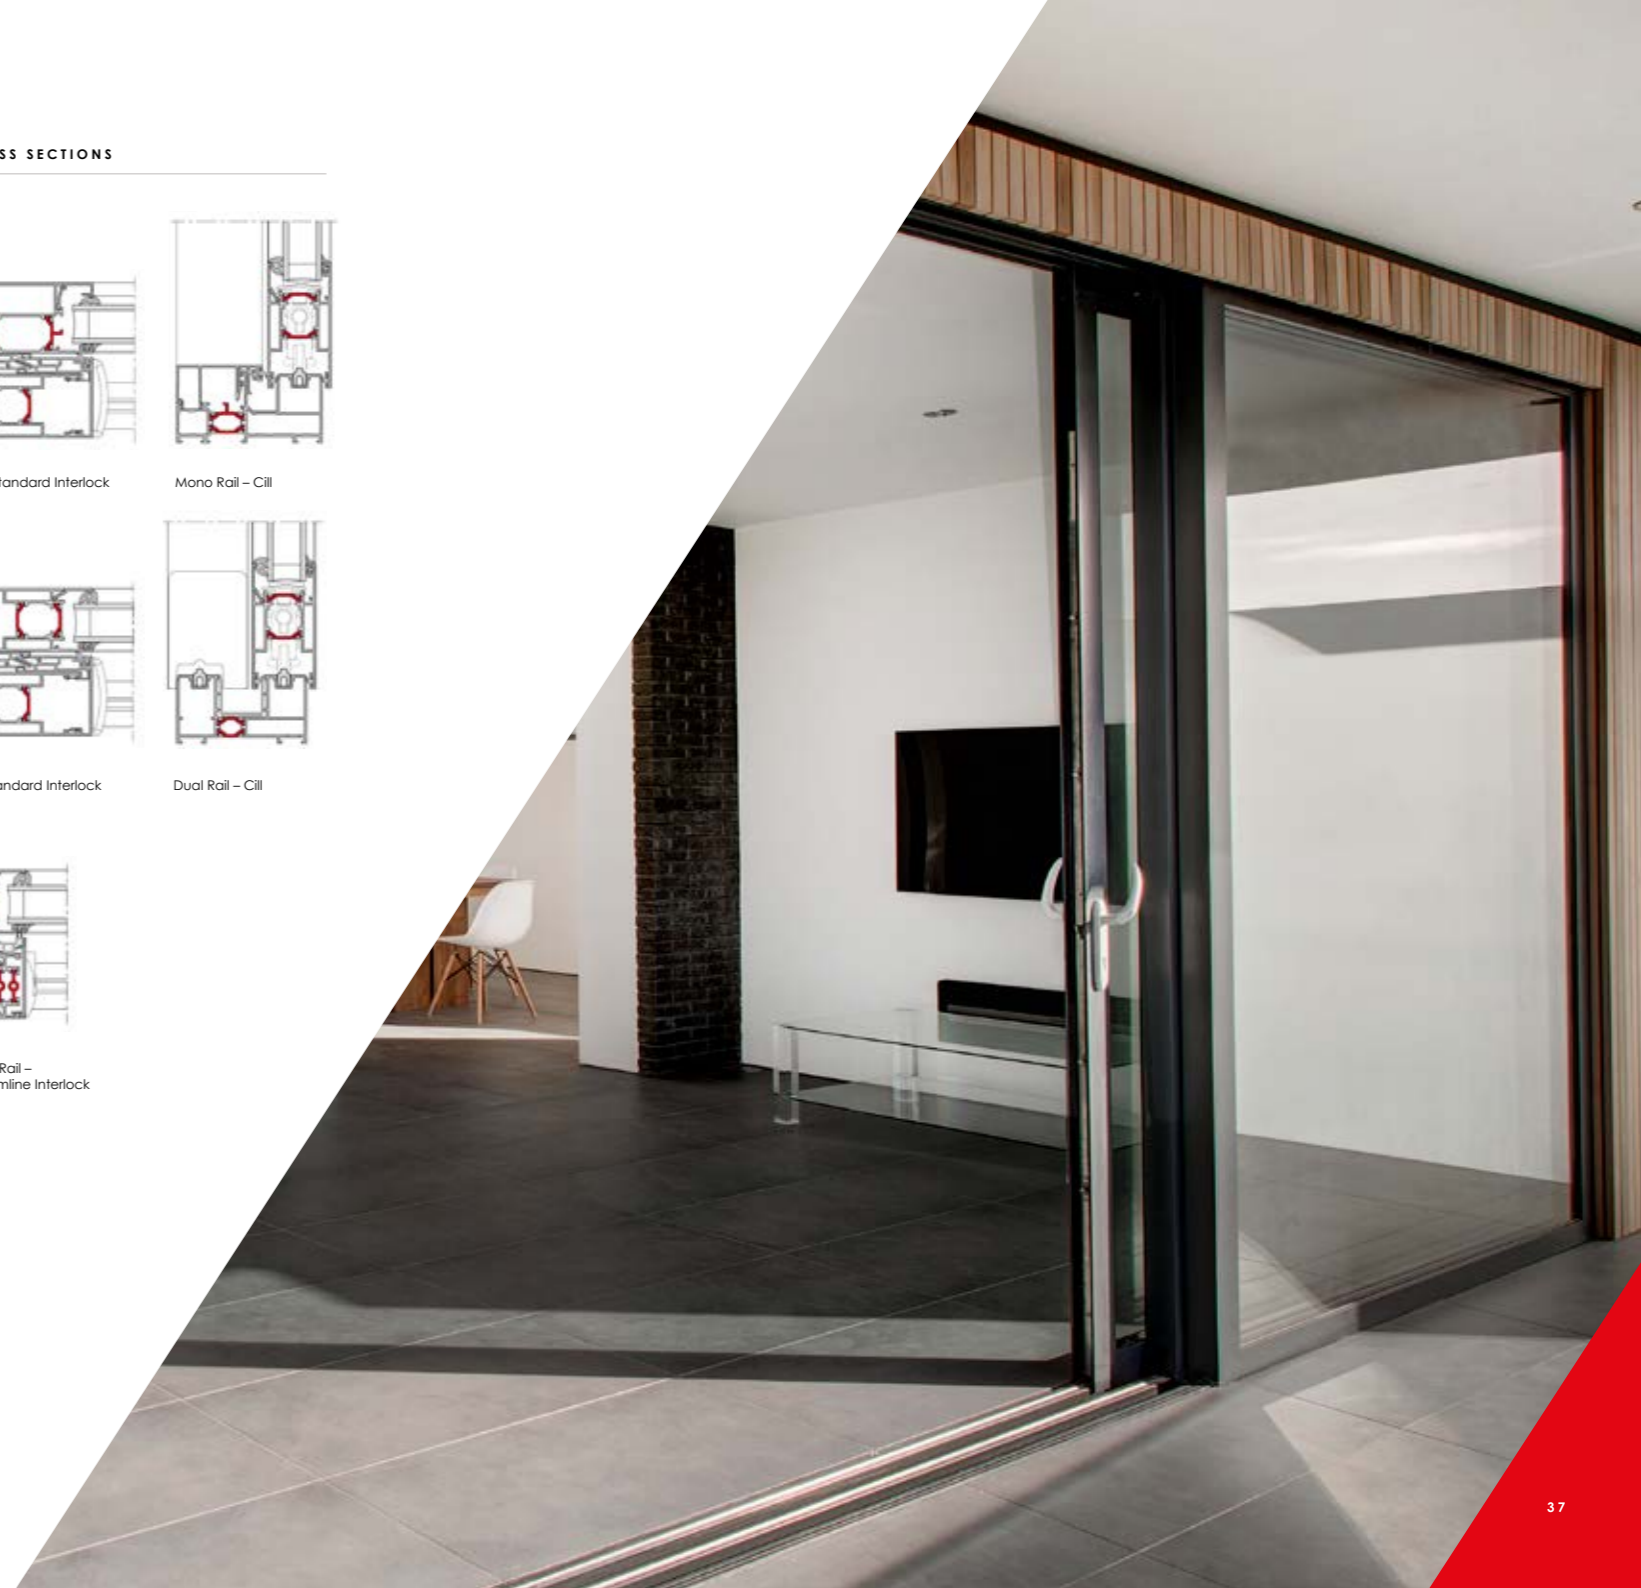 SS SECTIONS
tandard Interlock
Mono Rail – Cill
andard Interlock
Dual Rail – Cill
Rail –
mline Interlock
37